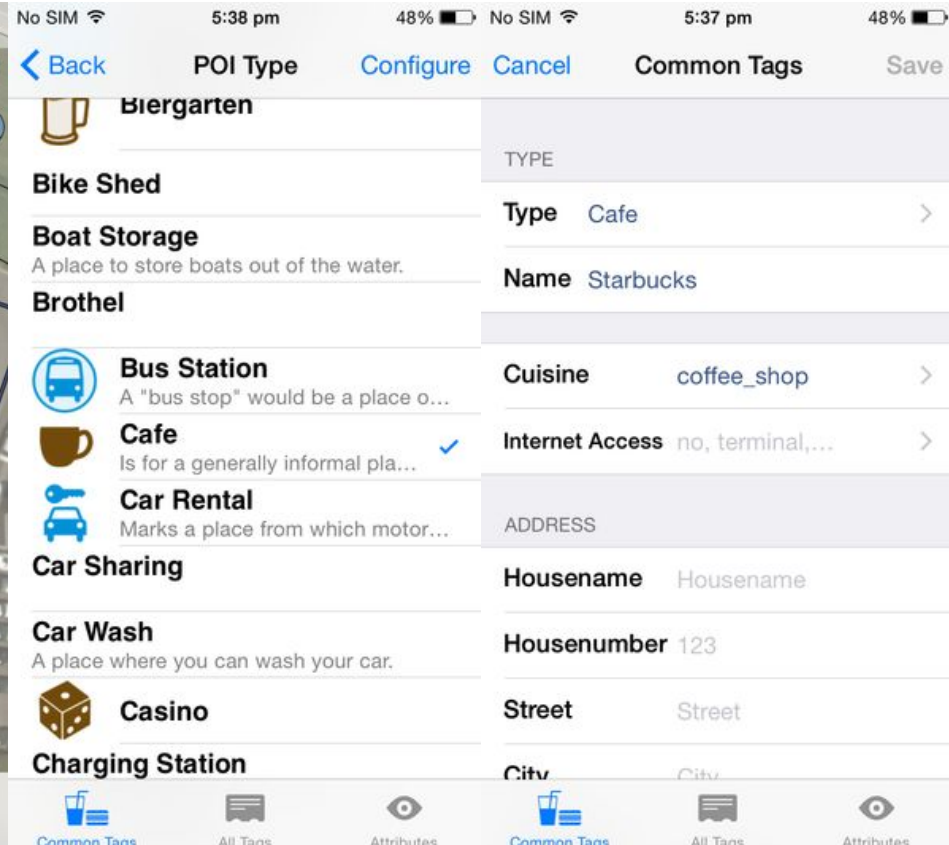 No SIM 5:38 pm 48%
Back POI Type Configure
Biergarten
Bike Shed
Boat Storage
A place to store boats out of the water.
Brothel
Bus Station
A "bus stop" would be a place o...
Cafe
Is for a generally informal pla...
Car Rental
Marks a place from which motor...
Car Sharing
Car Wash
A place where you can wash your car.
Casino
Charging Station
Common Tags All Tags Attributes
No SIM 5:37 pm 48%
Cancel Common Tags Save
TYPE
Type Cafe
Name Starbucks
Cuisine coffee_shop
Internet Access no, terminal,...
ADDRESS
Housename Housename
Housenumber 123
Street Street
City City
Common Tags All Tags Attributes